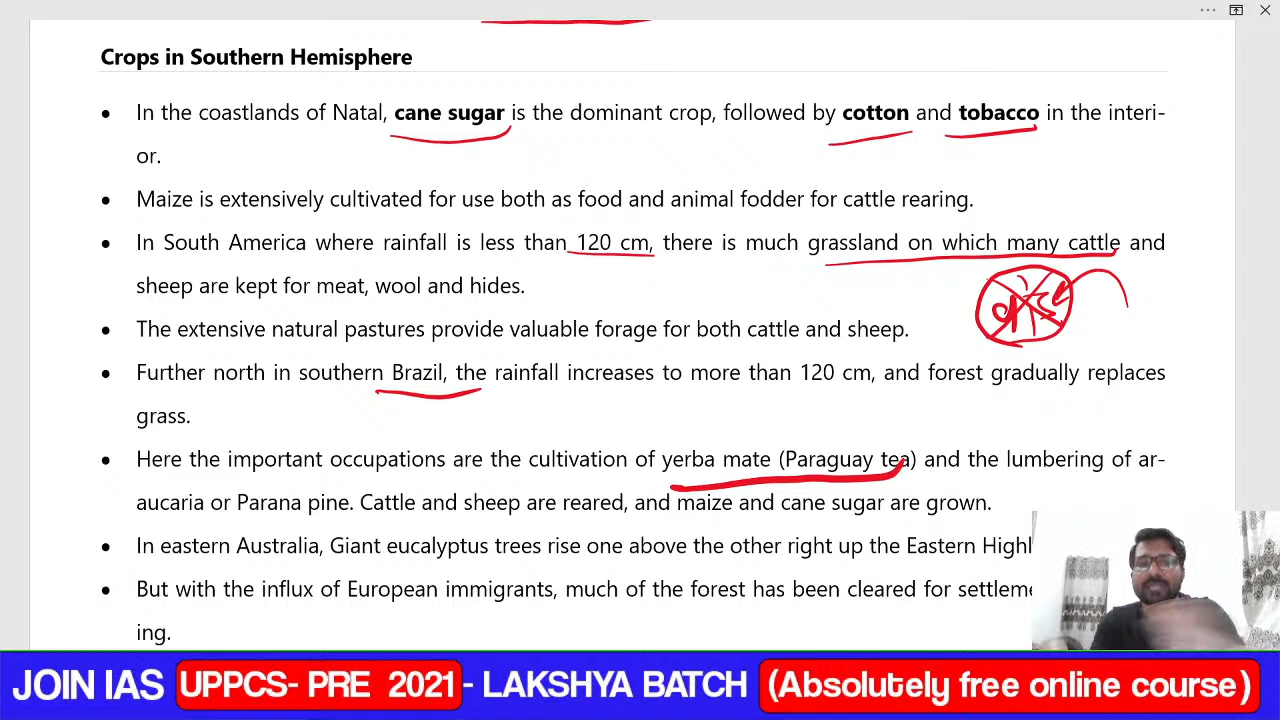 Crops in Southern Hemisphere
• In the coastlands of Natal, cane sugar is the dominant crop, followed by cotton and tobacco in the interi-
or.
• Maize is extensively cultivated for use both as food and animal fodder for cattle rearing.
• In South America where rainfall is less than 120 cm, there is much grassland on which many cattle and
sheep are kept for meat, wool and hides.
• The extensive natural pastures provide valuable forage for both cattle and sheep.
• Further north in southern Brazil, the rainfall increases to more than 120 cm, and forest gradually replaces
grass.
• Here the important occupations are the cultivation of yerba mate (Paraguay tea) and the lumbering of ar-
aucaria or Parana pine. Cattle and sheep are reared, and maize and cane sugar are grown.
• In eastern Australia, Giant eucalyptus trees rise one above the other right up the Eastern Highl
• But with the influx of European immigrants, much of the forest has been cleared for settleme
ing.
JOIN IAS UPPCS- PRE 2021 - LAKSHYA BATCH (Absolutely free online course)